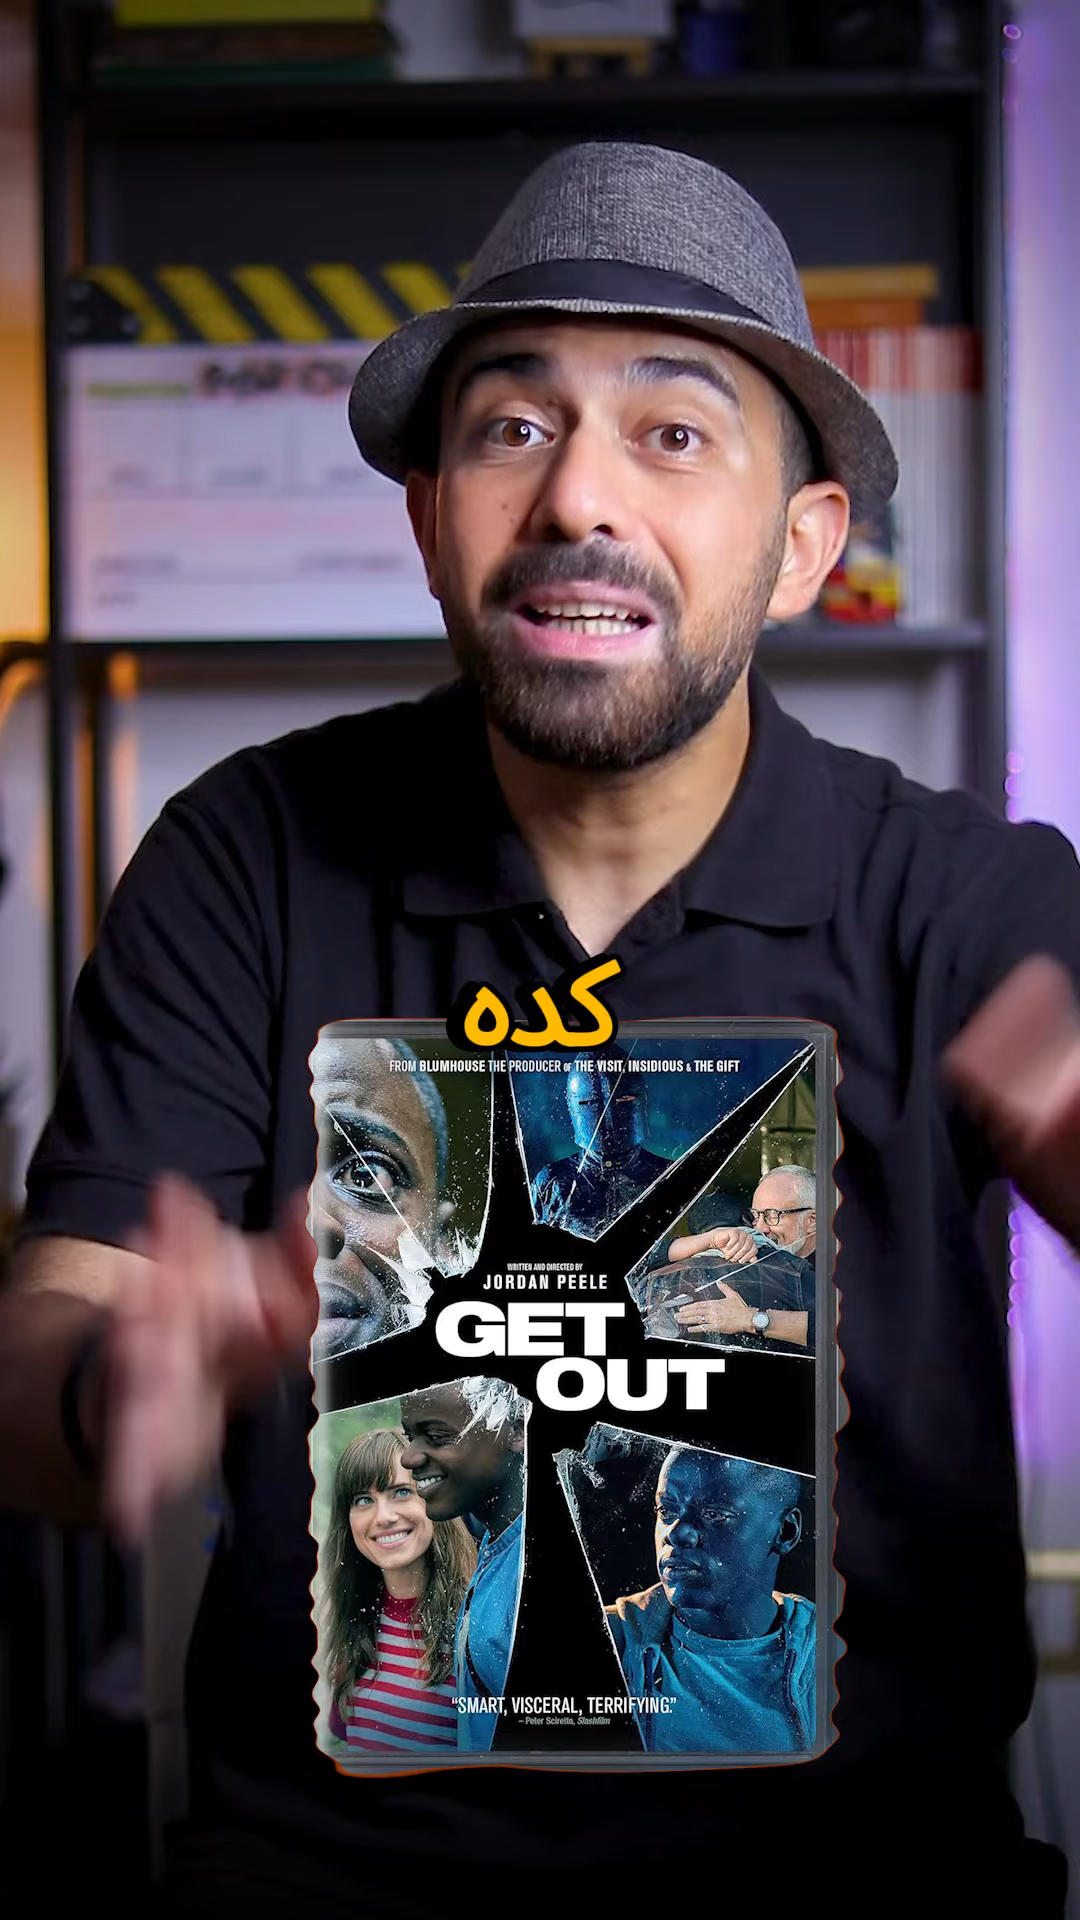 كده
FROM BLUMHOUSE THE PRODUCER OF THE VISIT, INSIDIOUS & THE GIFT
WRITTEN AND DIRECTED BY
JORDAN PEELE
GET
OUT
“SMART, VISCERAL, TERRIFYING.”
– Peter Sciretta, Slashfilm